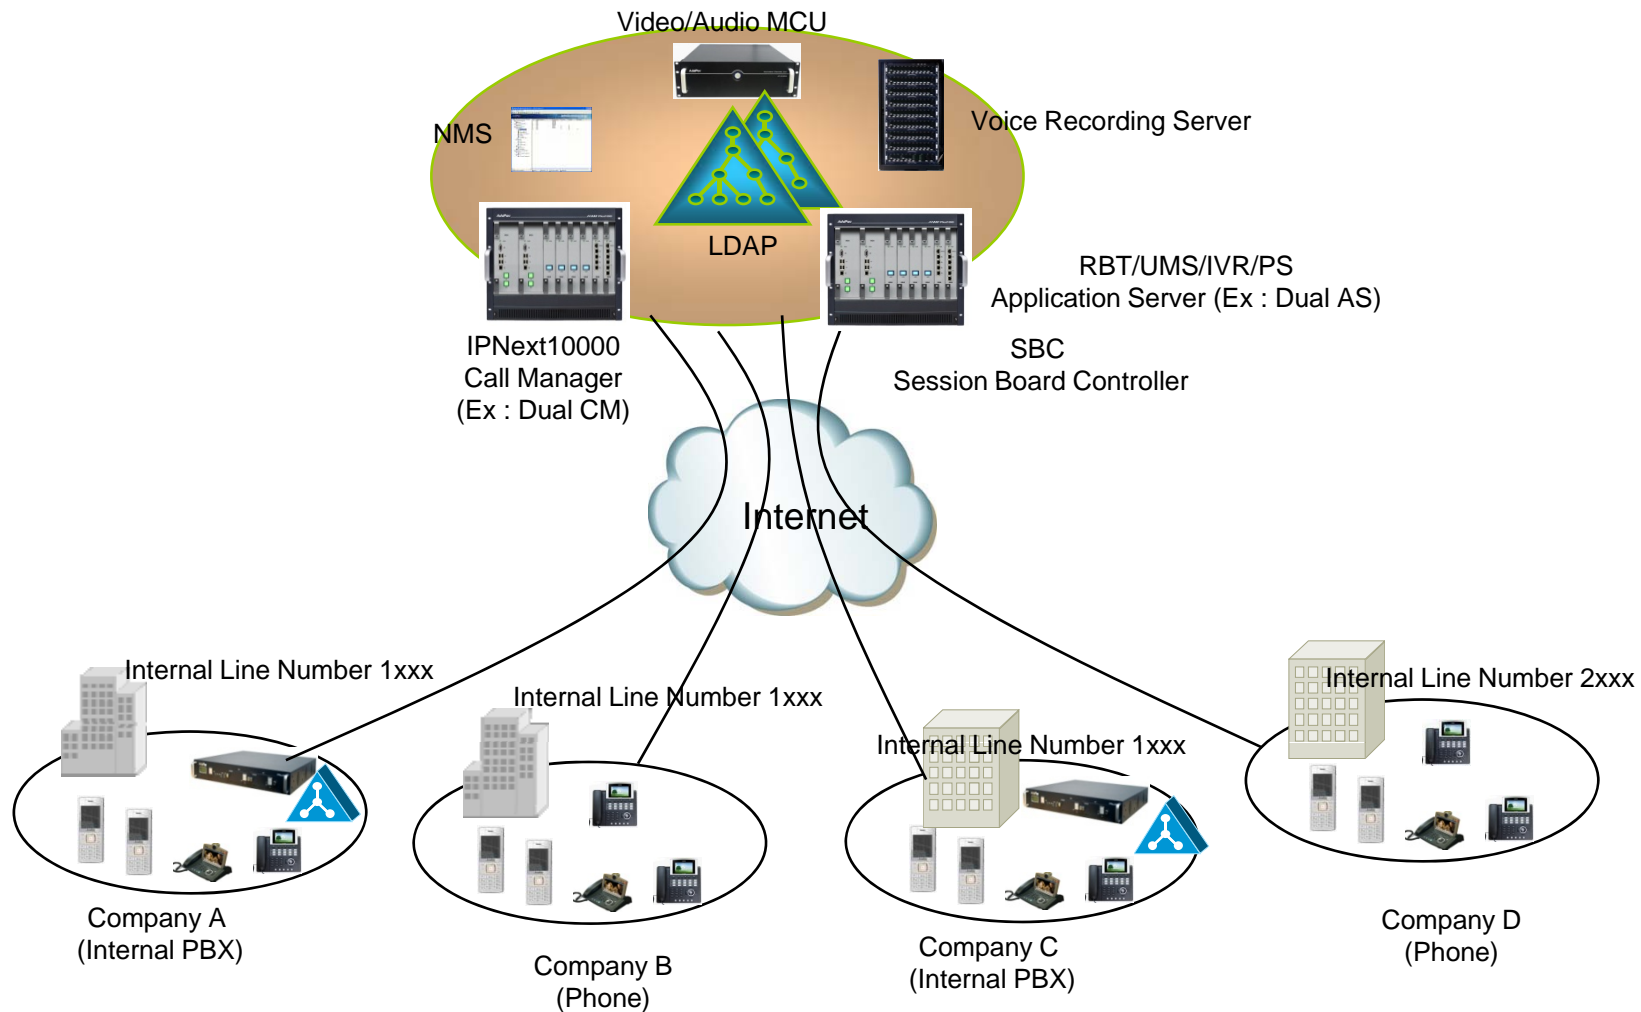 Video/Audio MCU
NMS
Voice Recording Server
LDAP
RBT/UMS/IVR/PS
Application Server (Ex : Dual AS)
IPNext10000
Call Manager
(Ex : Dual CM)
SBC
Session Board Controller
Internet
Internal Line Number 1xxx
Internal Line Number 1xxx
Internal Line Number 1xxx
Internal Line Number 2xxx
Company A
(Internal PBX)
Company B
(Phone)
Company C
(Internal PBX)
Company D
(Phone)